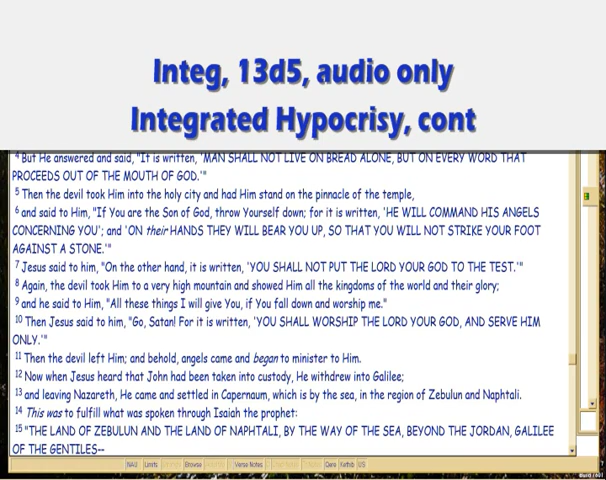 Integ, 13d5, audio only
Integrated Hypocrisy, cont
4 But He answered and said, "It is written, 'MAN SHALL NOT LIVE ON BREAD ALONE, BUT ON EVERY WORD THAT
PROCEEDS OUT OF THE MOUTH OF GOD.'"
5 Then the devil took Him into the holy city and had Him stand on the pinnacle of the temple,
6 and said to Him, "If You are the Son of God, throw Yourself down; for it is written, 'HE WILL COMMAND HIS ANGELS
CONCERNING YOU'; and 'ON their HANDS THEY WILL BEAR YOU UP, SO THAT YOU WILL NOT STRIKE YOUR FOOT
AGAINST A STONE.'"
7 Jesus said to him, "On the other hand, it is written, 'YOU SHALL NOT PUT THE LORD YOUR GOD TO THE TEST.'"
8 Again, the devil took Him to a very high mountain and showed Him all the kingdoms of the world and their glory;
9 and he said to Him, "All these things I will give You, if You fall down and worship me."
10 Then Jesus said to him, "Go, Satan! For it is written, 'YOU SHALL WORSHIP THE LORD YOUR GOD, AND SERVE HIM
ONLY.'"
11 Then the devil left Him; and behold, angels came and began to minister to Him.
12 Now when Jesus heard that John had been taken into custody, He withdrew into Galilee;
13 and leaving Nazareth, He came and settled in Capernaum, which is by the sea, in the region of Zebulun and Naphtali.
14 This was to fulfill what was spoken through Isaiah the prophet:
15 "THE LAND OF ZEBULUN AND THE LAND OF NAPHTALI, BY THE WAY OF THE SEA, BEYOND THE JORDAN, GALILEE
OF THE GENTILES--
NAU Limits Browse Verse Notes Qere Kethib US